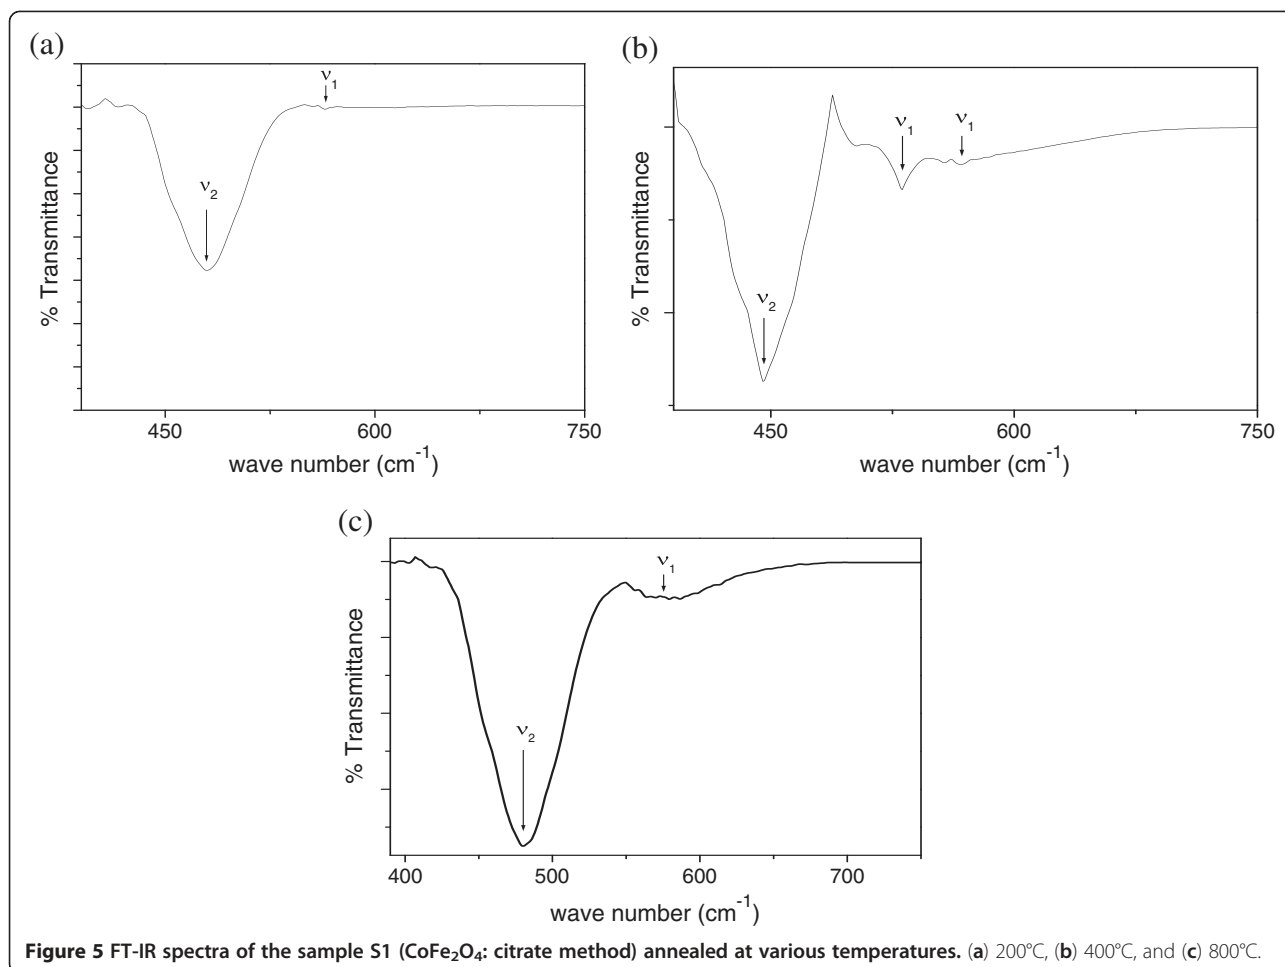 (a)
ν1
ν2
% Transmittance
450 600 750
wave number (cm-1)
(b)
ν1 ν1
ν2
% Transmittance
450 600 750
wave number (cm-1)
(c)
ν1
ν2
% Transmittance
400 500 600 700
wave number (cm-1)
Figure 5 FT-IR spectra of the sample S1 (CoFe2O4: citrate method) annealed at various temperatures. (a) 200°C, (b) 400°C, and (c) 800°C.